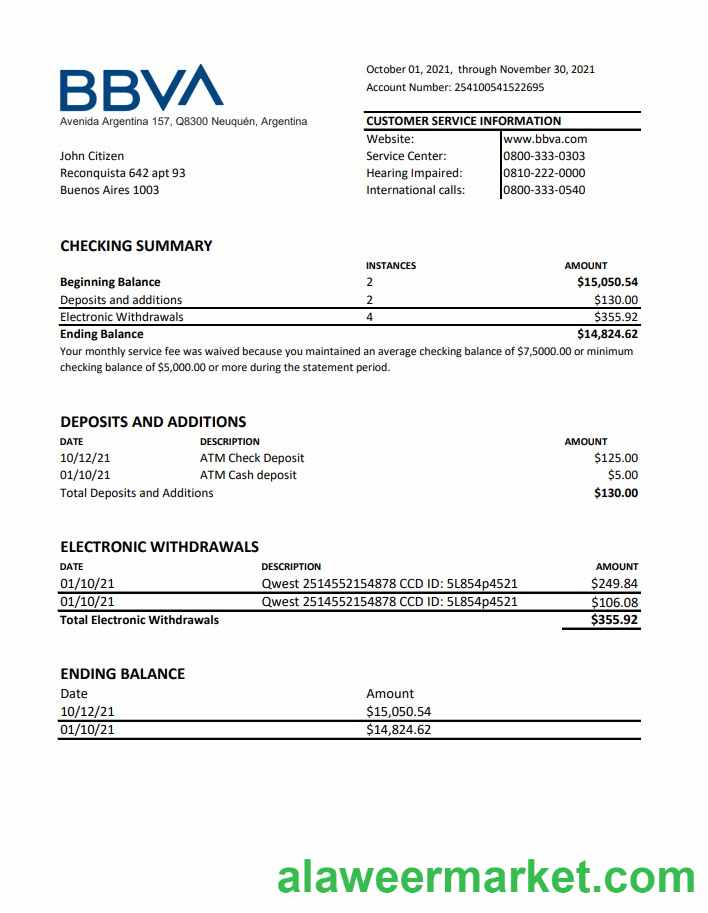 BBVA
Avenida Argentina 157, Q8300 Neuquén, Argentina
October 01, 2021,  through November 30, 2021
Account Number: 254100541522695
CUSTOMER SERVICE INFORMATION
Website: www.bbva.com
Service Center: 0800-333-0303
Hearing Impaired: 0810-222-0000
International calls: 0800-333-0540
John Citizen
Reconquista 642 apt 93
Buenos Aires 1003
CHECKING SUMMARY
INSTANCES AMOUNT
Beginning Balance 2 $15,050.54
Deposits and additions 2 $130.00
Electronic Withdrawals 4 $355.92
Ending Balance $14,824.62
Your monthly service fee was waived because you maintained an average checking balance of $7,5000.00 or minimum
checking balance of $5,000.00 or more during the statement period.
DEPOSITS AND ADDITIONS
DATE DESCRIPTION AMOUNT
10/12/21 ATM Check Deposit $125.00
01/10/21 ATM Cash deposit $5.00
Total Deposits and Additions $130.00
ELECTRONIC WITHDRAWALS
DATE DESCRIPTION AMOUNT
01/10/21 Qwest 2514552154878 CCD ID: 5L854p4521 $249.84
01/10/21 Qwest 2514552154878 CCD ID: 5L854p4521 $106.08
Total Electronic Withdrawals $355.92
ENDING BALANCE
Date Amount
10/12/21 $15,050.54
01/10/21 $14,824.62
alaweermarket.com